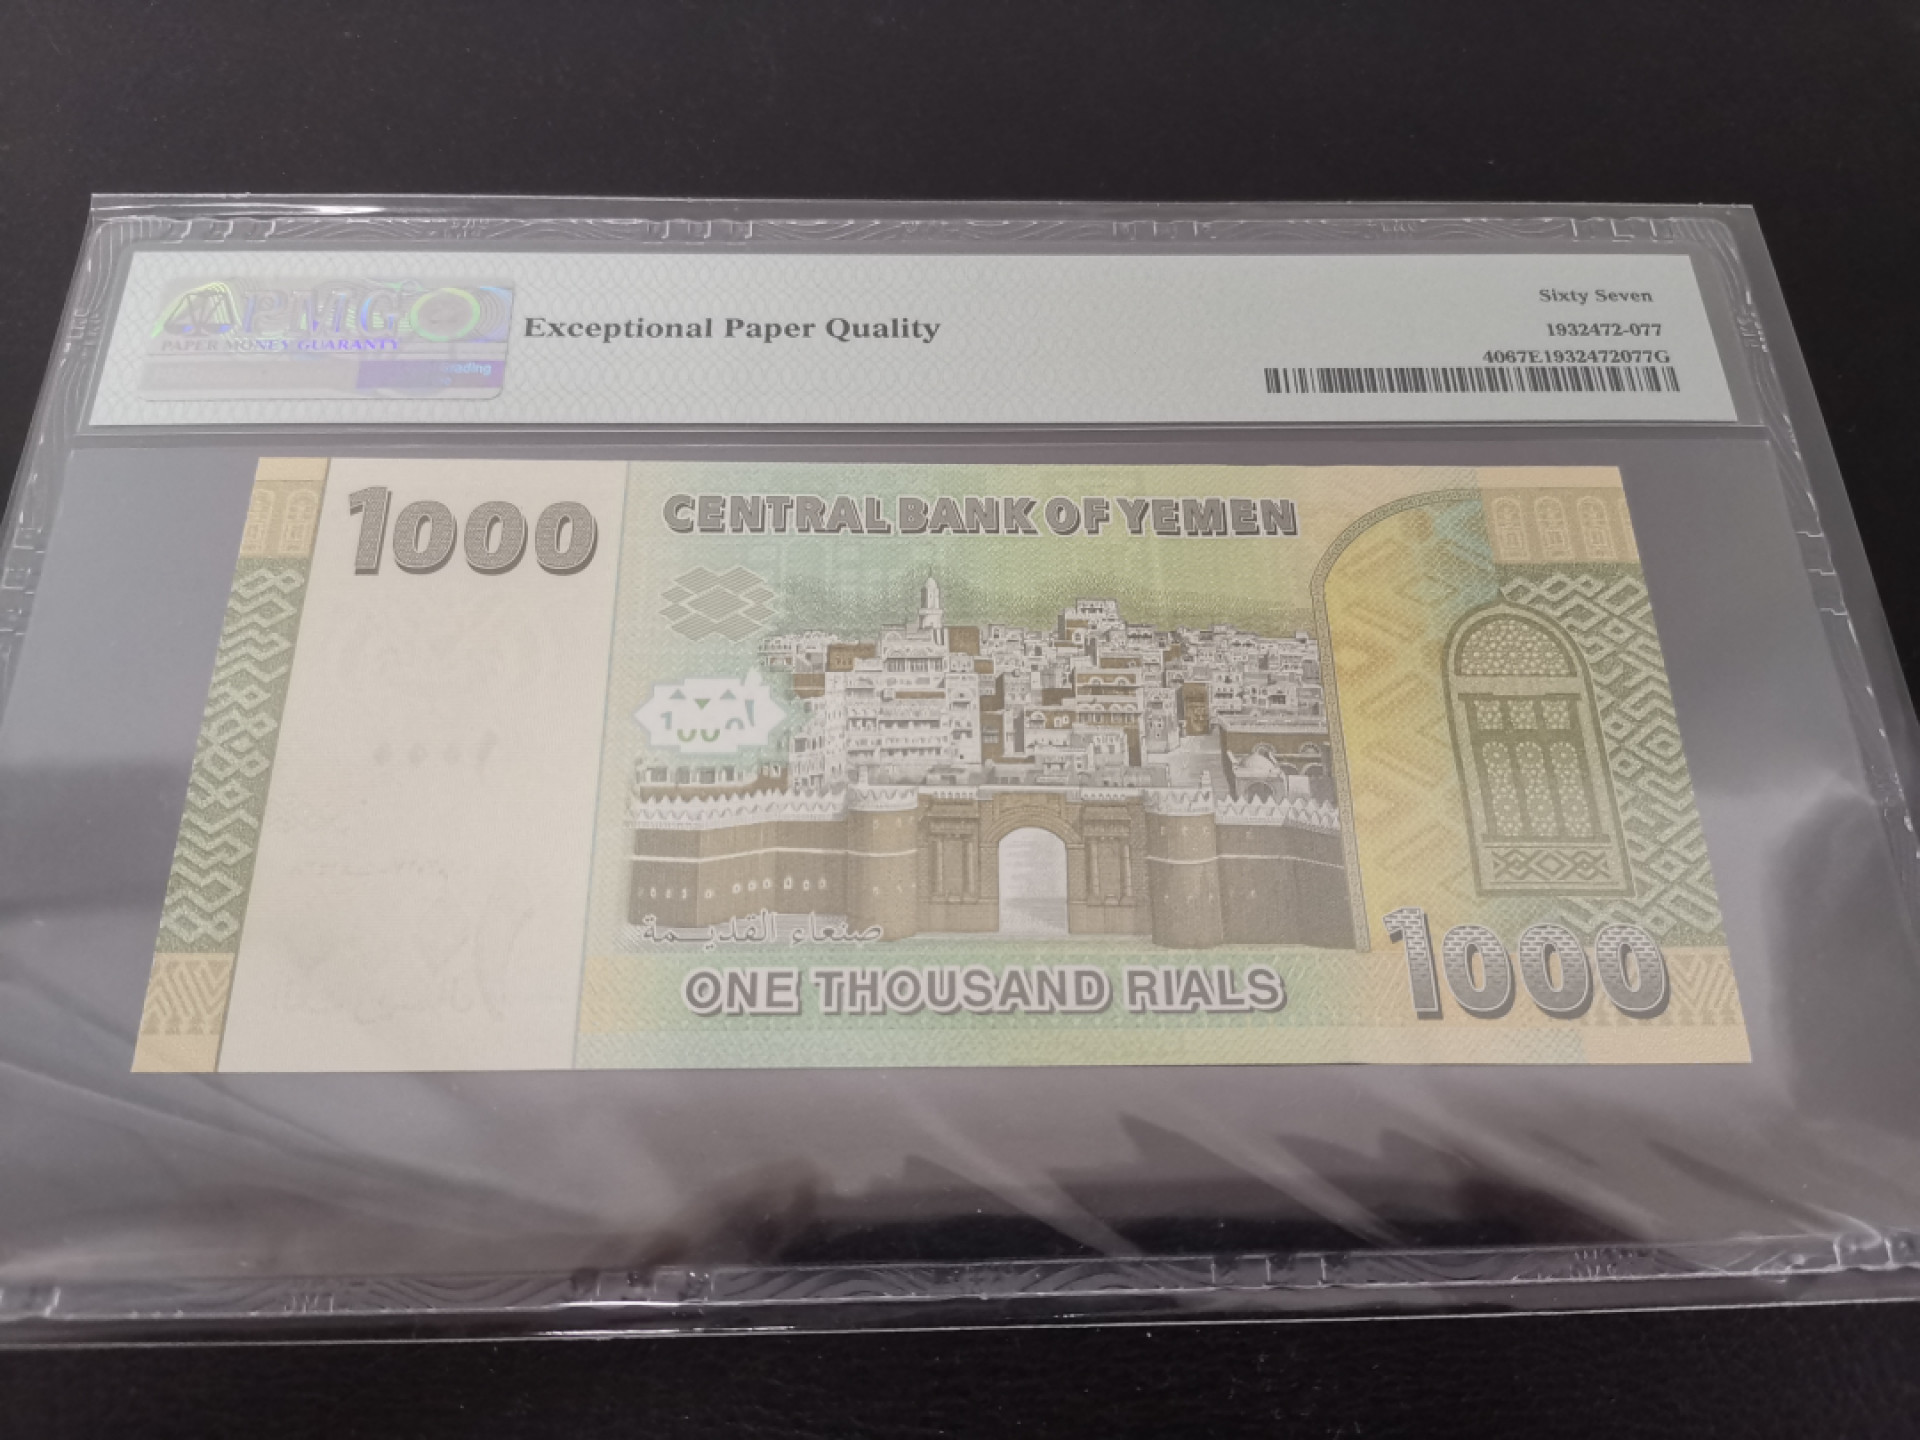 PMG
PAPER MONEY GUARANTY
Exceptional Paper Quality
Sixty Seven
1932472-077
4067E1932472077G
1000
CENTRAL BANK OF YEMEN
صنعاء القديمة
ONE THOUSAND RIALS
1000